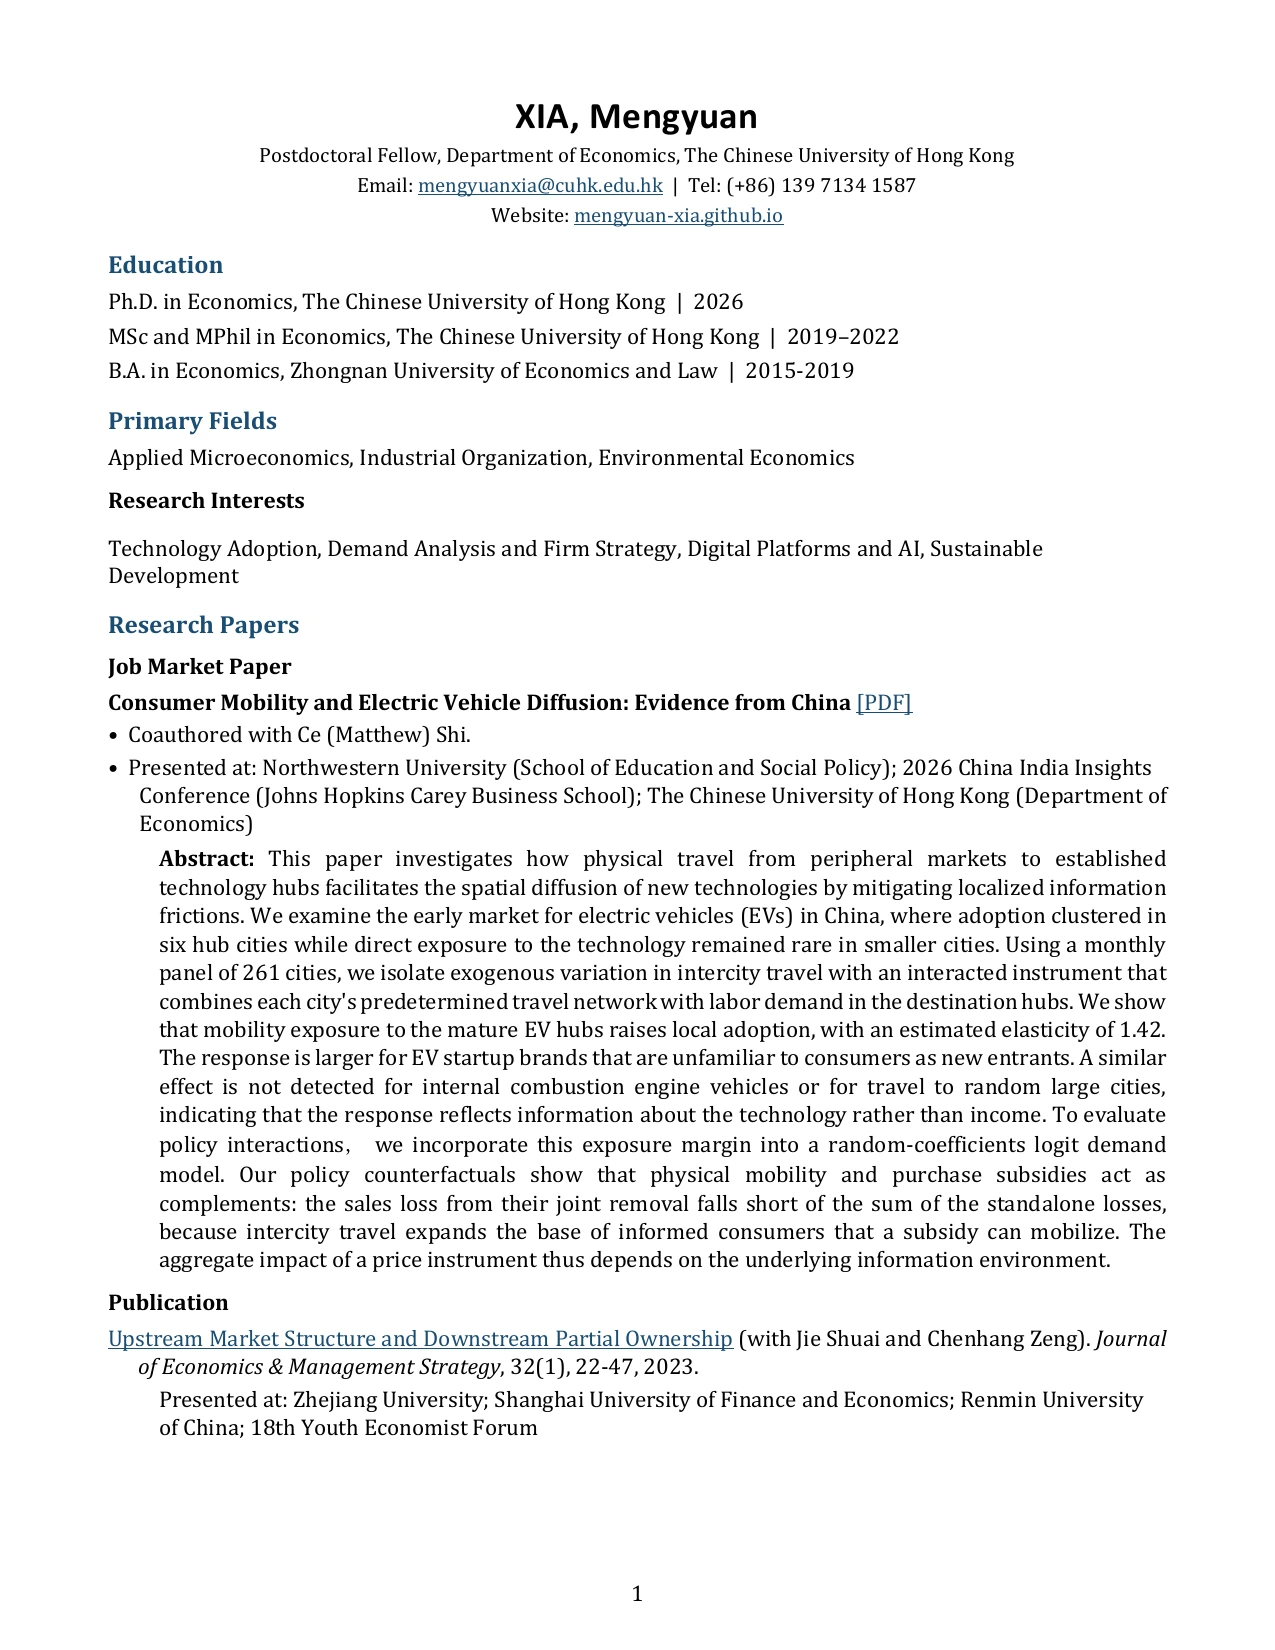 XIA, Mengyuan
Postdoctoral Fellow, Department of Economics, The Chinese University of Hong Kong
Email: mengyuanxia@cuhk.edu.hk | Tel: (+86) 139 7134 1587
Website: mengyuan-xia.github.io
Education
Ph.D. in Economics, The Chinese University of Hong Kong | 2026
MSc and MPhil in Economics, The Chinese University of Hong Kong | 2019–2022
B.A. in Economics, Zhongnan University of Economics and Law | 2015-2019
Primary Fields
Applied Microeconomics, Industrial Organization, Environmental Economics
Research Interests
Technology Adoption, Demand Analysis and Firm Strategy, Digital Platforms and AI, Sustainable
Development
Research Papers
Job Market Paper
Consumer Mobility and Electric Vehicle Diffusion: Evidence from China [PDF]
• Coauthored with Ce (Matthew) Shi.
• Presented at: Northwestern University (School of Education and Social Policy); 2026 China India Insights
Conference (Johns Hopkins Carey Business School); The Chinese University of Hong Kong (Department of
Economics)
Abstract: This paper investigates how physical travel from peripheral markets to established
technology hubs facilitates the spatial diffusion of new technologies by mitigating localized information
frictions. We examine the early market for electric vehicles (EVs) in China, where adoption clustered in
six hub cities while direct exposure to the technology remained rare in smaller cities. Using a monthly
panel of 261 cities, we isolate exogenous variation in intercity travel with an interacted instrument that
combines each city's predetermined travel network with labor demand in the destination hubs. We show
that mobility exposure to the mature EV hubs raises local adoption, with an estimated elasticity of 1.42.
The response is larger for EV startup brands that are unfamiliar to consumers as new entrants. A similar
effect is not detected for internal combustion engine vehicles or for travel to random large cities,
indicating that the response reflects information about the technology rather than income. To evaluate
policy interactions， we incorporate this exposure margin into a random-coefficients logit demand
model. Our policy counterfactuals show that physical mobility and purchase subsidies act as
complements: the sales loss from their joint removal falls short of the sum of the standalone losses,
because intercity travel expands the base of informed consumers that a subsidy can mobilize. The
aggregate impact of a price instrument thus depends on the underlying information environment.
Publication
Upstream Market Structure and Downstream Partial Ownership (with Jie Shuai and Chenhang Zeng). Journal
of Economics & Management Strategy, 32(1), 22-47, 2023.
Presented at: Zhejiang University; Shanghai University of Finance and Economics; Renmin University
of China; 18th Youth Economist Forum
1